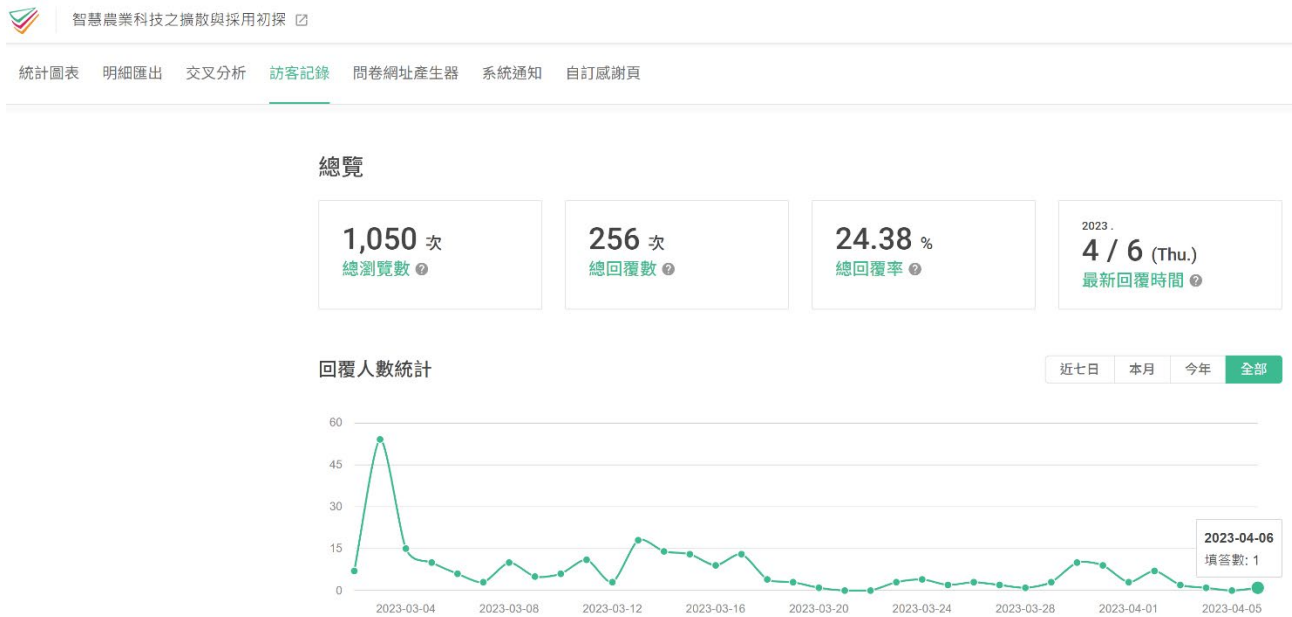 智慧農業科技之擴散與採用初探
統計圖表 明細匯出 交叉分析 訪客記錄 問卷網址產生器 系統通知 自訂感謝頁
總覽
1,050 次
總瀏覽數
256 次
總回覆數
24.38 %
總回覆率
2023 .
4 / 6 (Thu.)
最新回覆時間
回覆人數統計
近七日 本月 今年 全部
60
45
30
15
0
2023-04-06
填答數: 1
2023-03-04 2023-03-08 2023-03-12 2023-03-16 2023-03-20 2023-03-24 2023-03-28 2023-04-01 2023-04-05